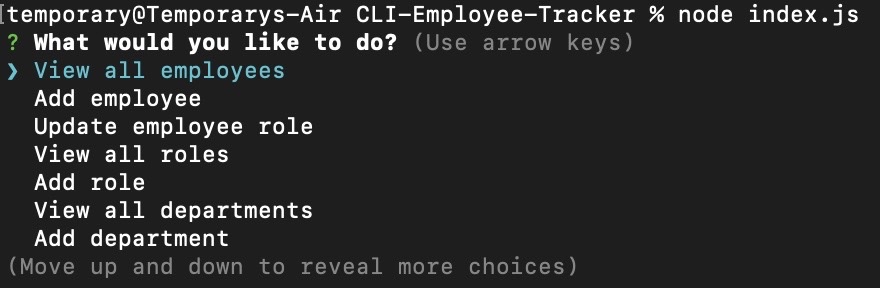 [temporary@Temporarys-Air CLI-Employee-Tracker % node index.js
? What would you like to do? (Use arrow keys)
❯ View all employees
Add employee
Update employee role
View all roles
Add role
View all departments
Add department
(Move up and down to reveal more choices)